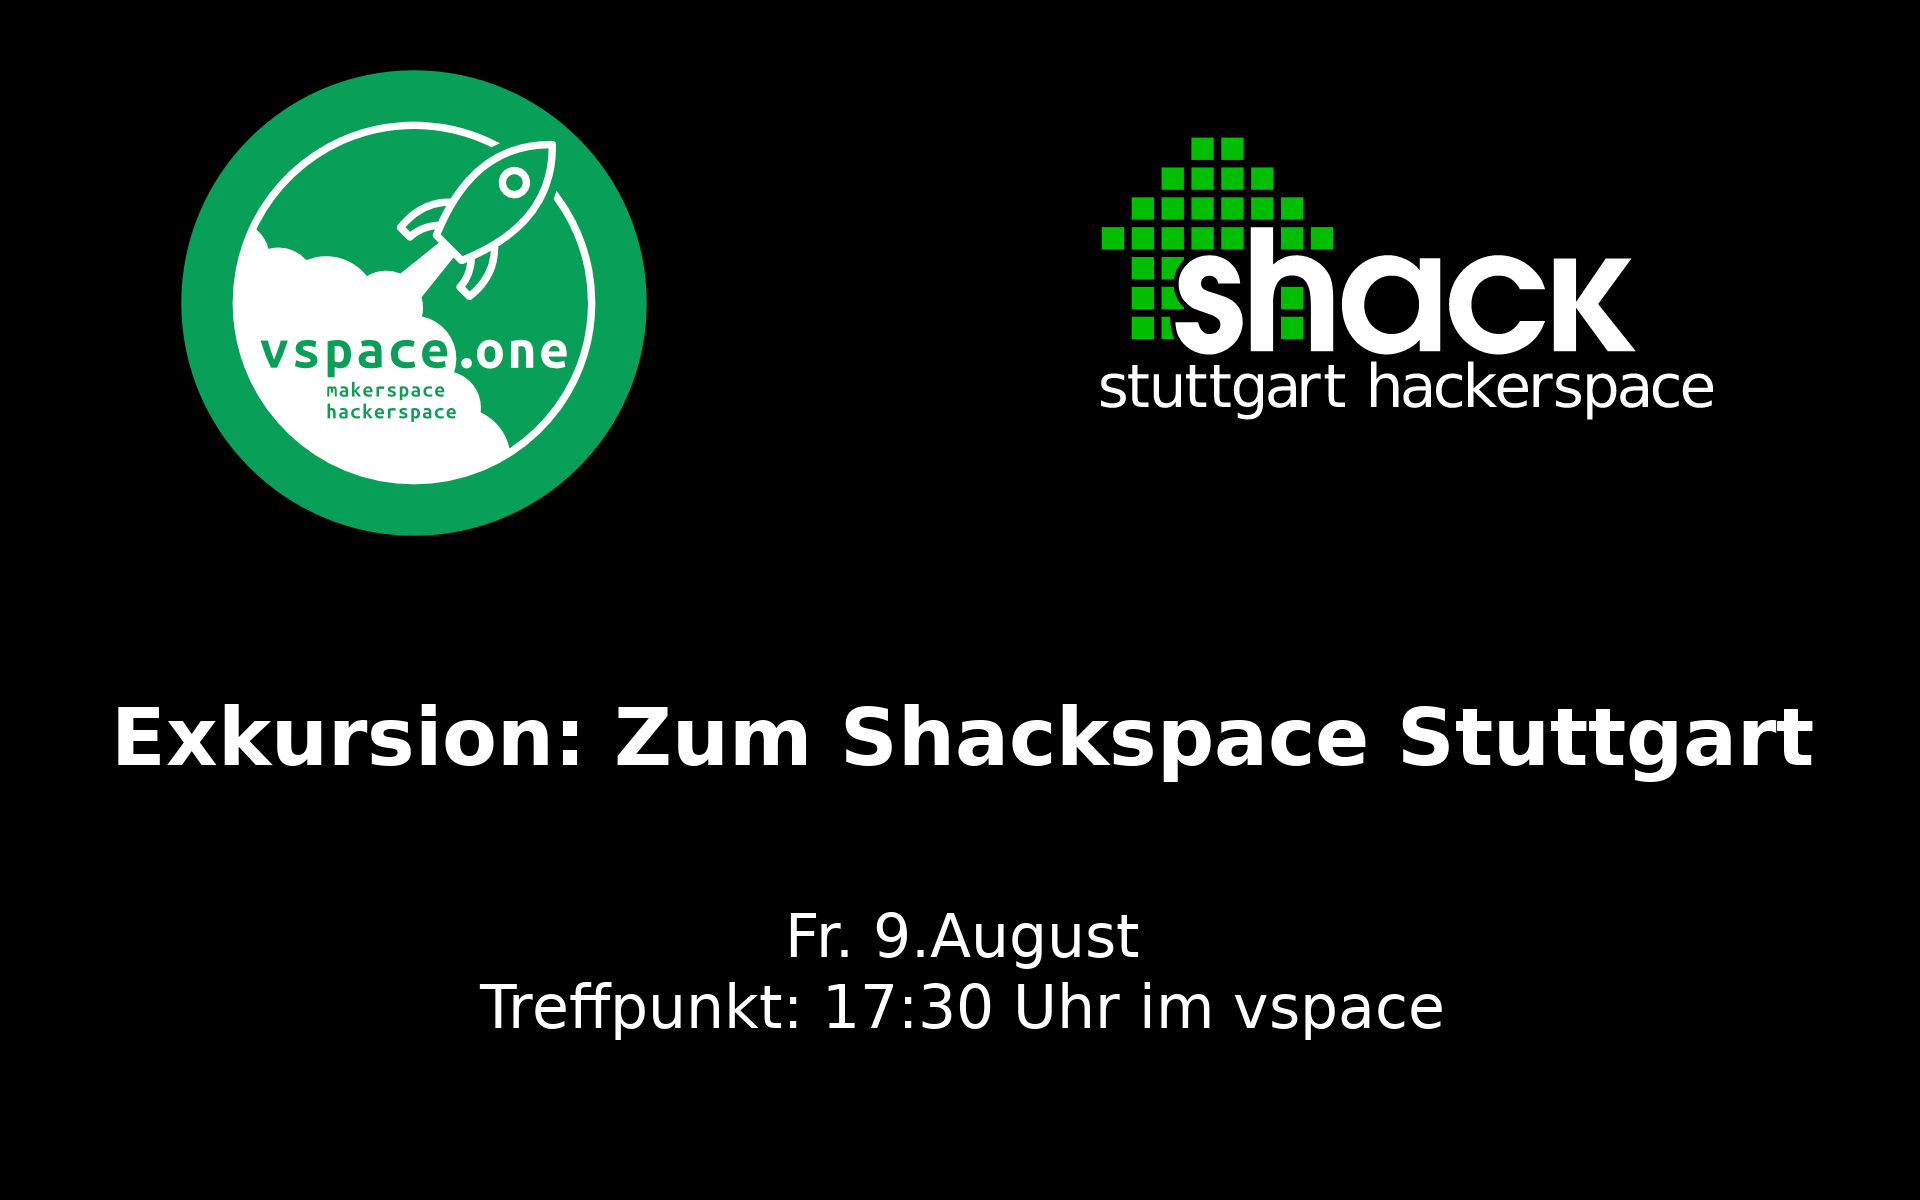 vspace.one
makerspace
hackerspace
shack
stuttgart hackerspace
Exkursion: Zum Shackspace Stuttgart
Fr. 9.August
Treffpunkt: 17:30 Uhr im vspace